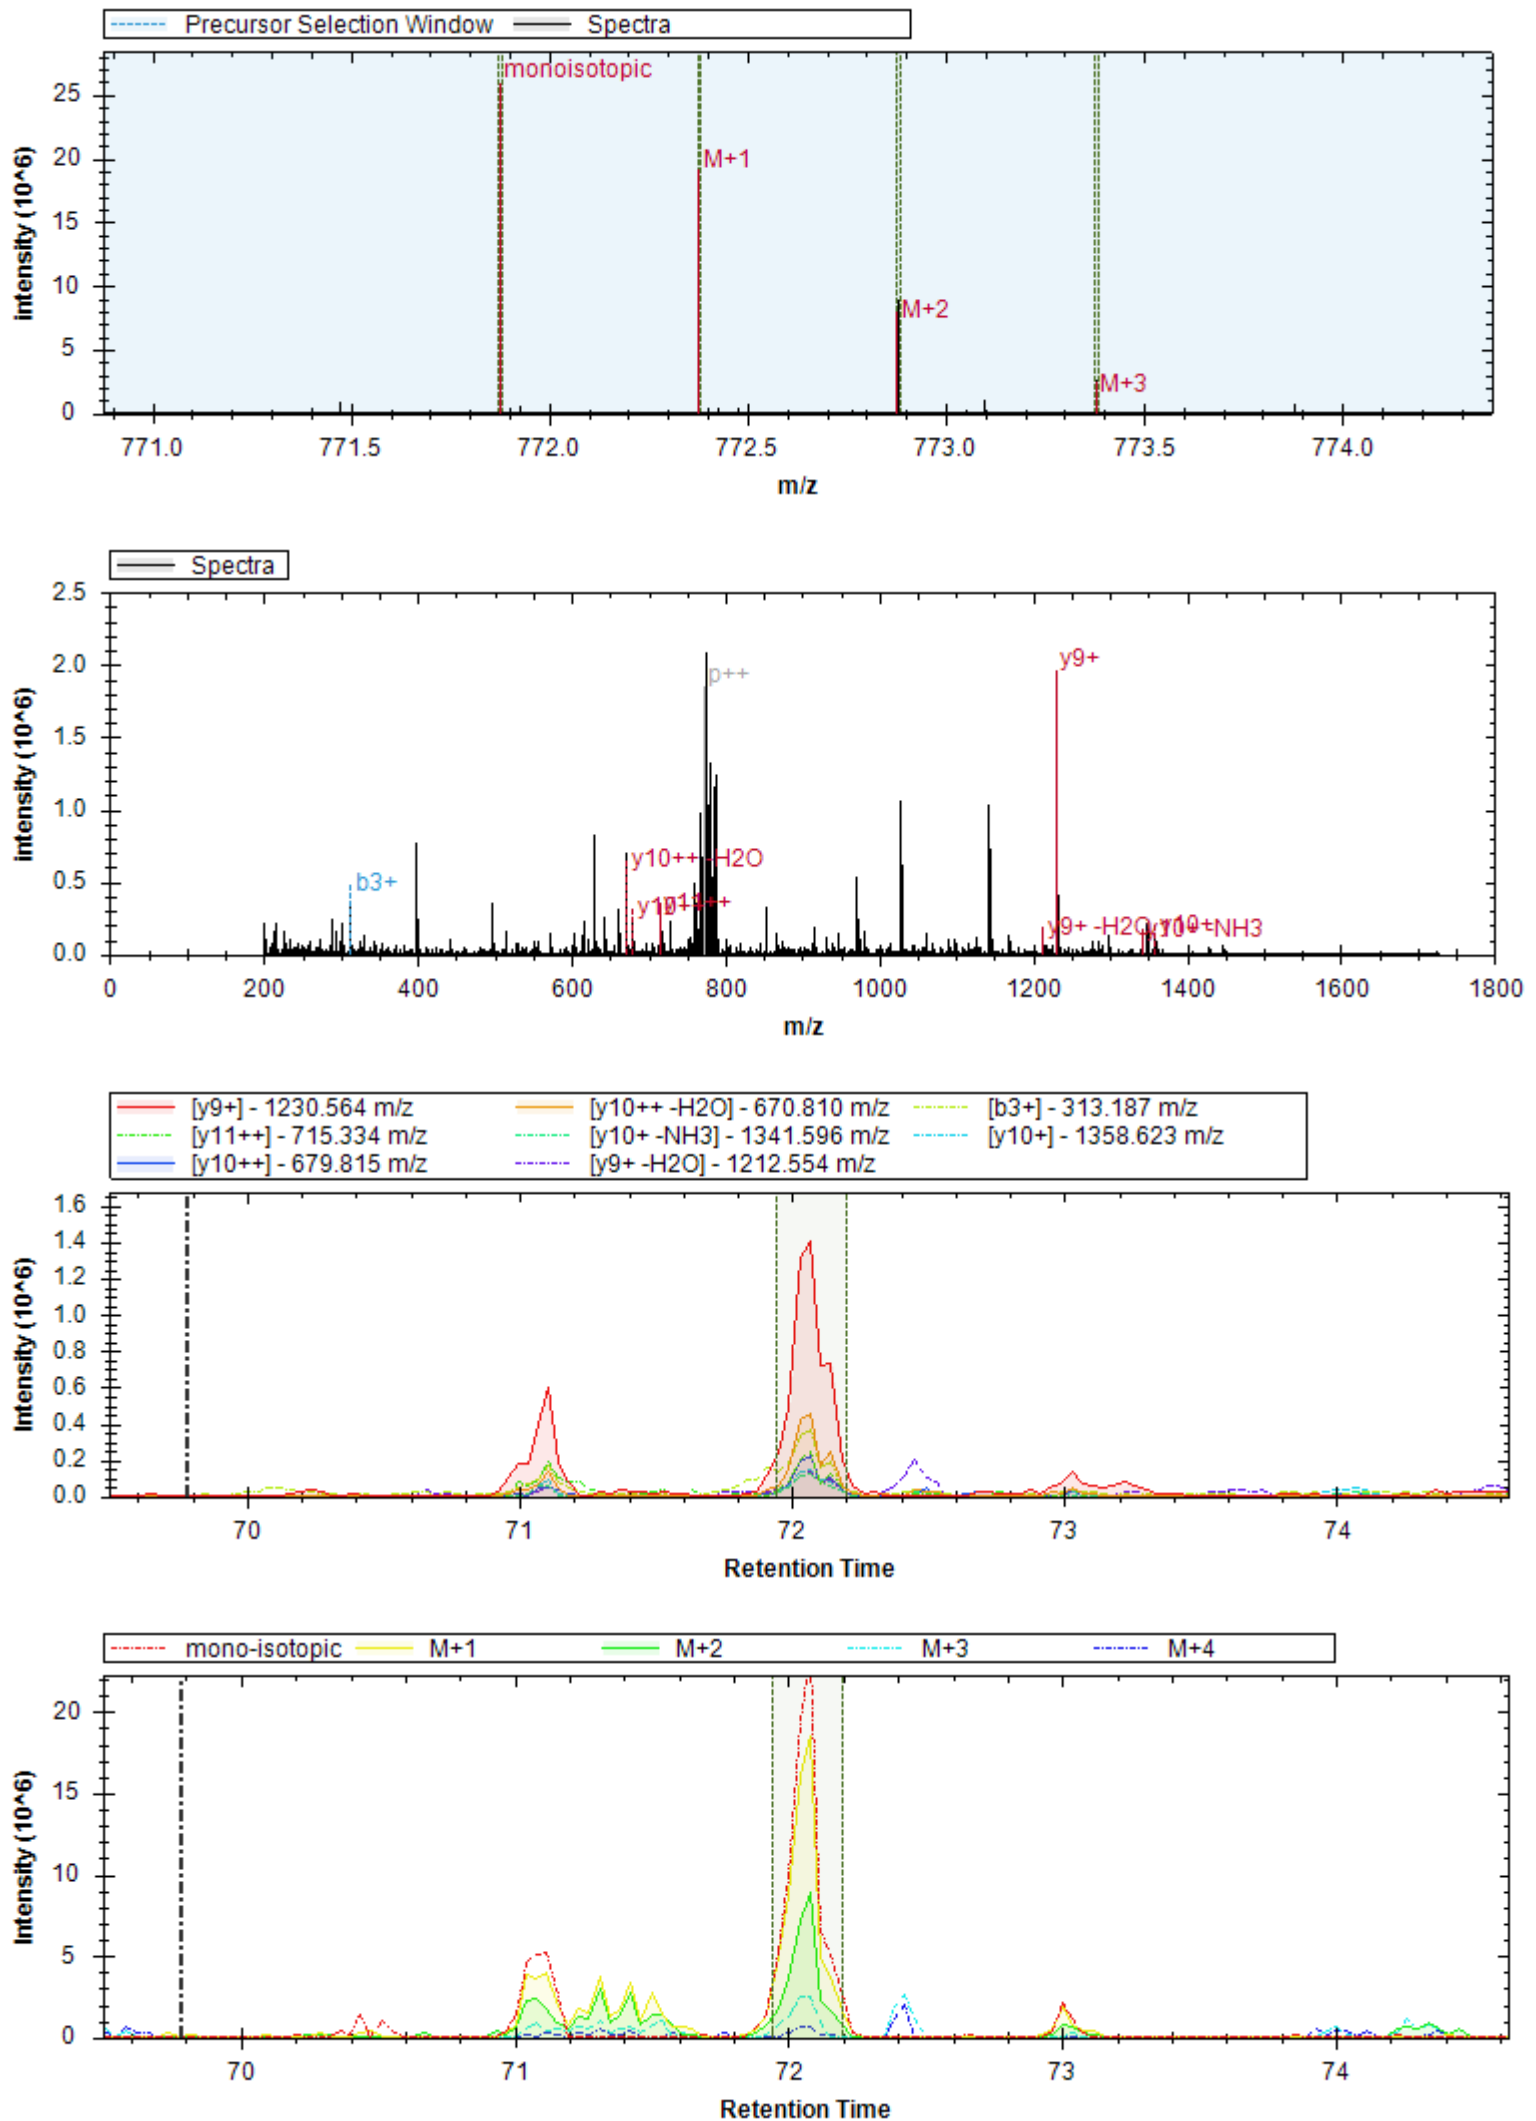 Precursor Selection Window Spectra
monoisotopic
M+1
M+2
M+3
intensity (10^6)
25
20
15
10
5
0
771.0 771.5 772.0 772.5 773.0 773.5 774.0
m/z
Spectra
intensity (10^6)
2.5
2.0
1.5
1.0
0.5
0.0
p++
y9+
b3+
y10++ -H2O
y10++
y11++
y9+ -H2O
y10+
y10+ -NH3
0 200 400 600 800 1000 1200 1400 1600 1800
m/z
[y9+] - 1230.564 m/z [y10++ -H2O] - 670.810 m/z [b3+] - 313.187 m/z
[y11++] - 715.334 m/z [y10+ -NH3] - 1341.596 m/z [y10+] - 1358.623 m/z
[y10++] - 679.815 m/z [y9+ -H2O] - 1212.554 m/z
Intensity (10^6)
1.6
1.4
1.2
1.0
0.8
0.6
0.4
0.2
0.0
70 71 72 73 74
Retention Time
mono-isotopic M+1 M+2 M+3 M+4
Intensity (10^6)
20
15
10
5
0
70 71 72 73 74
Retention Time